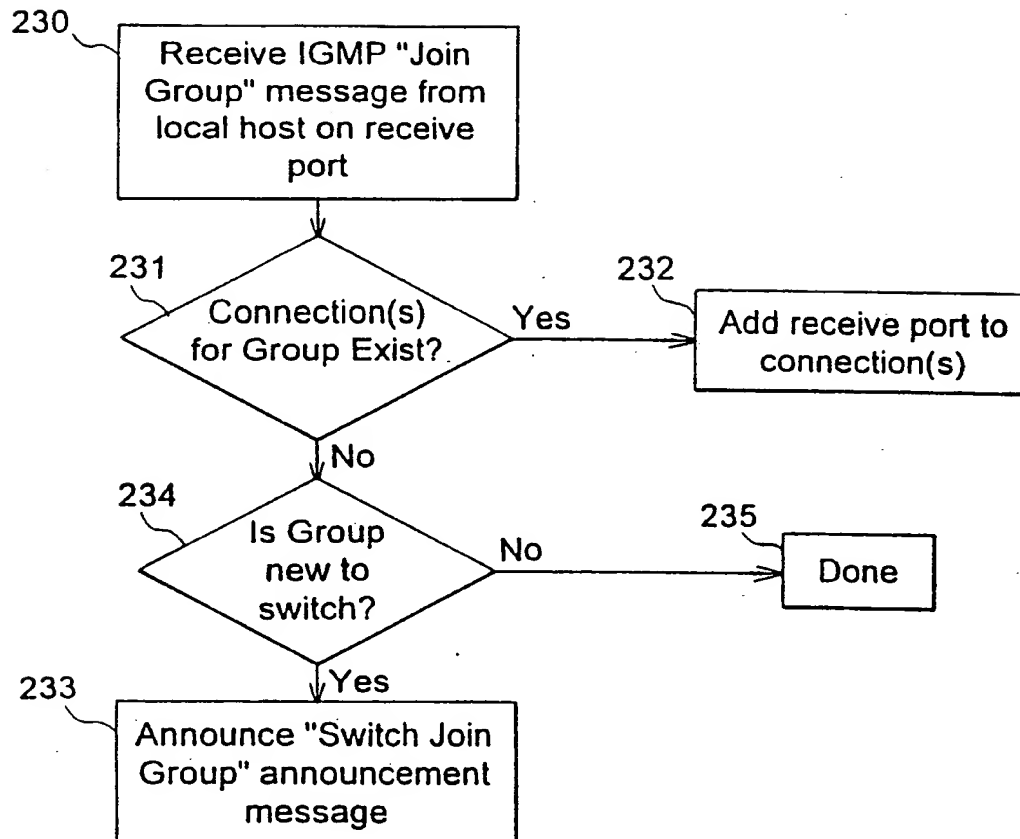 230
Receive IGMP "Join
Group" message from
local host on receive
port
231
Connection(s)
for Group Exist?
Yes
232
Add receive port to
connection(s)
No
234
Is Group
new to
switch?
No
235
Done
Yes
233
Announce "Switch Join
Group" announcement
message